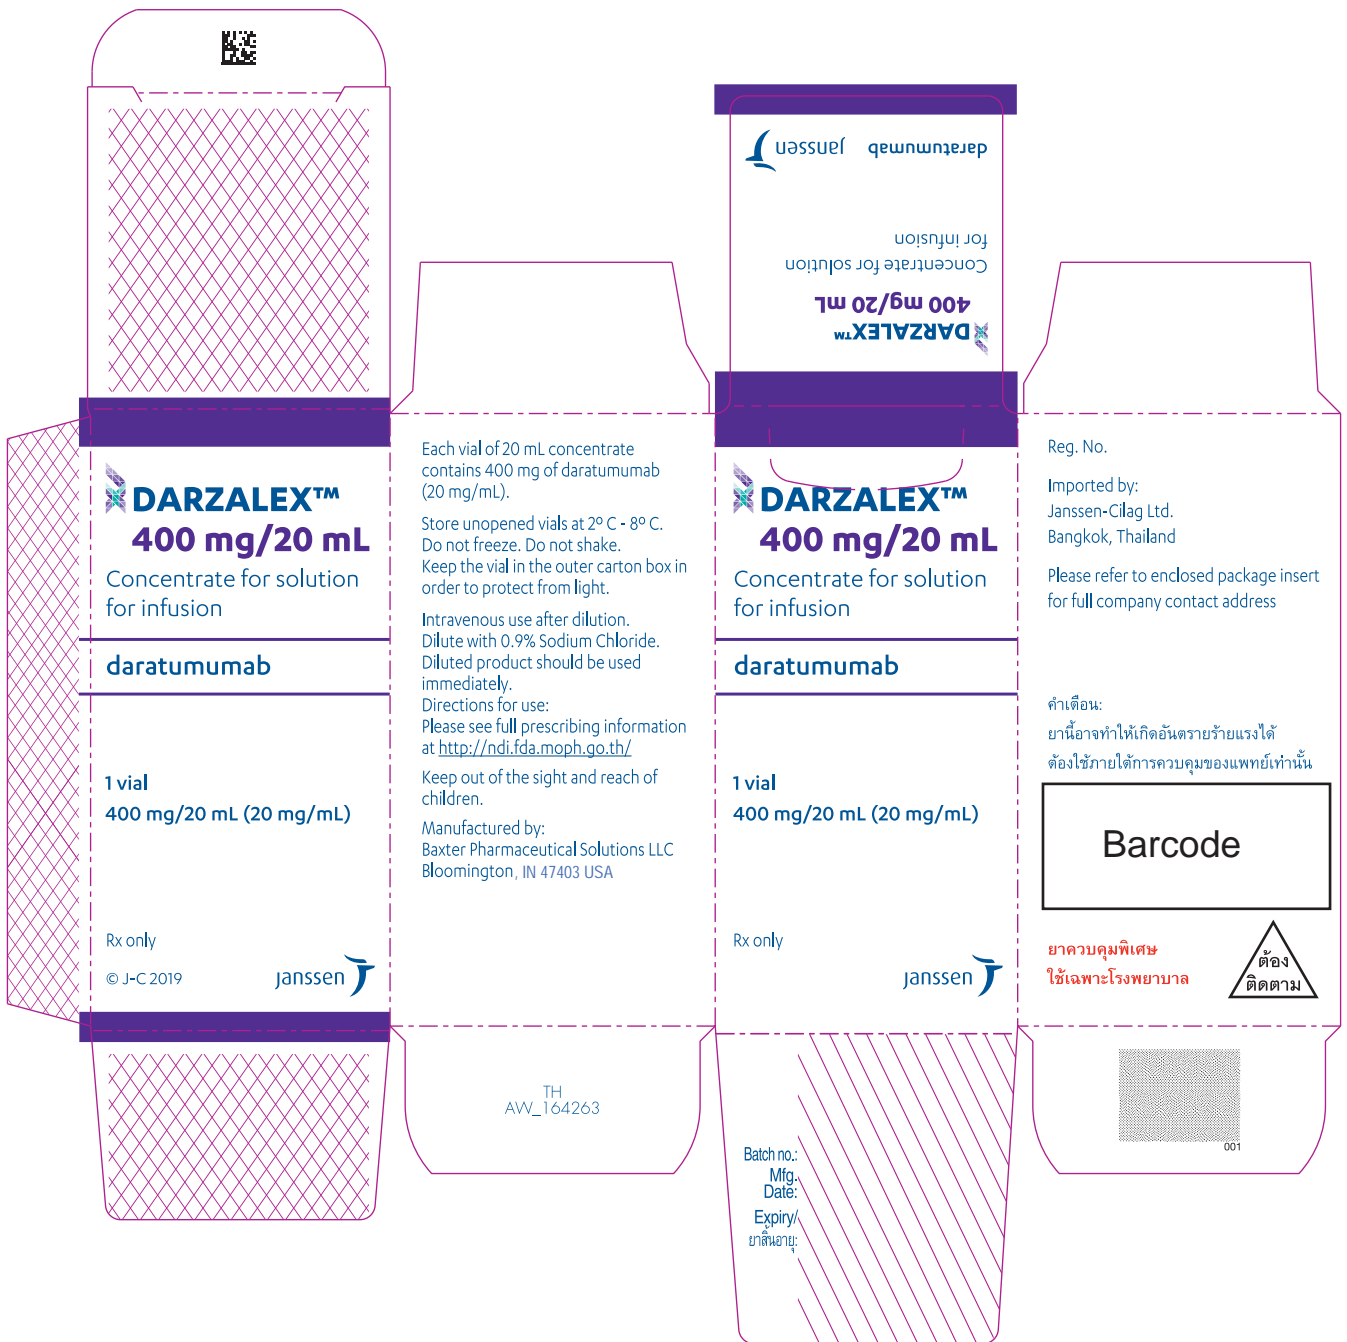 daratumumab janssen
Concentrate for solution
for infusion
400 mg/20 mL
DARZALEX™
DARZALEX™
400 mg/20 mL
Concentrate for solution
for infusion
daratumumab
1 vial
400 mg/20 mL (20 mg/mL)
Rx only
© J-C 2019
janssen
Each vial of 20 mL concentrate
contains 400 mg of daratumumab
(20 mg/mL).
Store unopened vials at 2º C - 8º C.
Do not freeze. Do not shake.
Keep the vial in the outer carton box in
order to protect from light.
Intravenous use after dilution.
Dilute with 0.9% Sodium Chloride.
Diluted product should be used
immediately.
Directions for use:
Please see full prescribing information
at http://ndi.fda.moph.go.th/
Keep out of the sight and reach of
children.
Manufactured by:
Baxter Pharmaceutical Solutions LLC
Bloomington, IN 47403 USA
TH
AW_164263
DARZALEX™
400 mg/20 mL
Concentrate for solution
for infusion
daratumumab
1 vial
400 mg/20 mL (20 mg/mL)
Rx only
janssen
Batch no.:
Mfg.
Date:
Expiry/
ยาสิ้นอายุ:
Reg. No.
Imported by:
Janssen-Cilag Ltd.
Bangkok, Thailand
Please refer to enclosed package insert
for full company contact address
คำเตือน:
ยานี้อาจทำให้เกิดอันตรายร้ายแรงได้
ต้องใช้ภายใต้การควบคุมของแพทย์เท่านั้น
Barcode
ยาควบคุมพิเศษ
ใช้เฉพาะโรงพยาบาล
ต้อง
ติดตาม
001